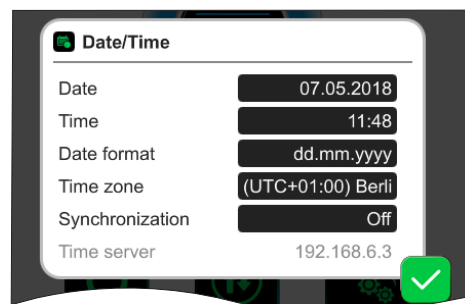 Date/Time
Date 07.05.2018
Time 11:48
Date format dd.mm.yyyy
Time zone (UTC+01:00) Berli
Synchronization Off
Time server 192.168.6.3